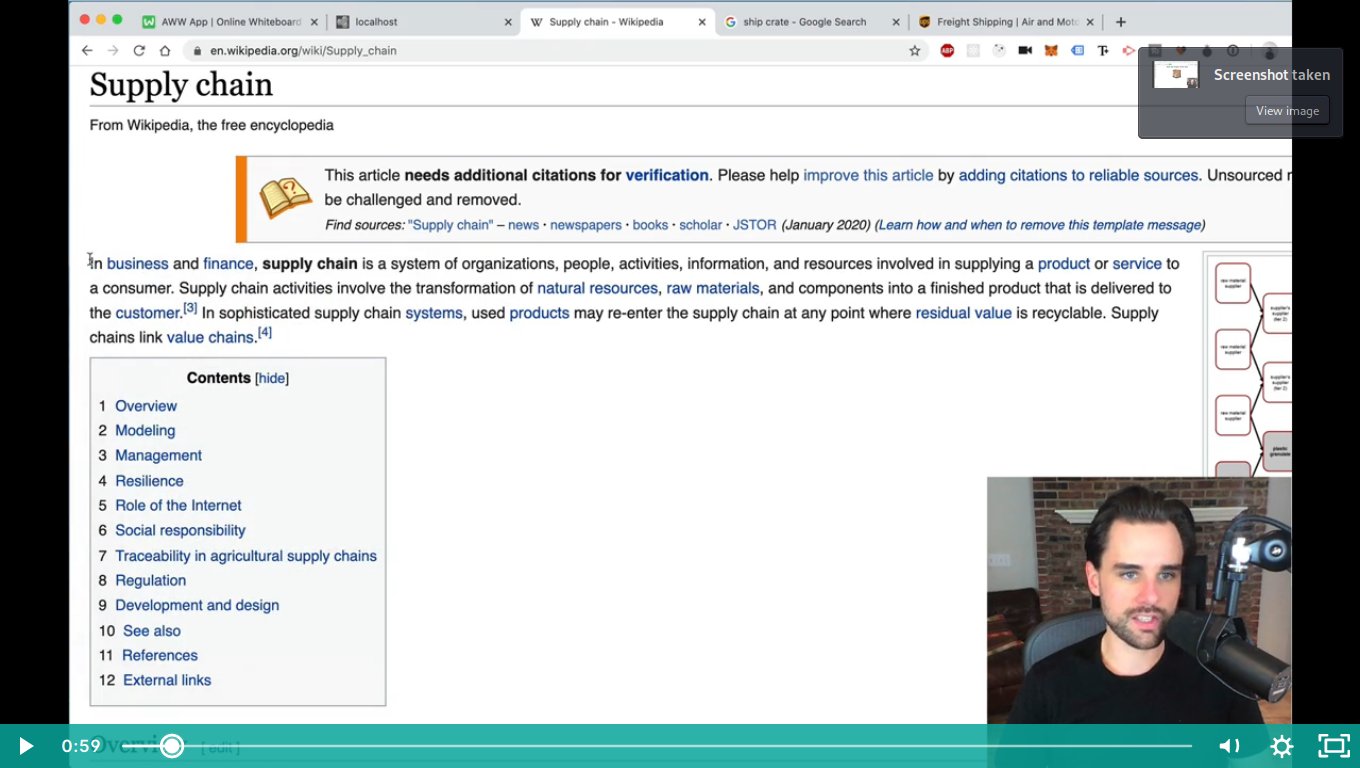 AWW App | Online Whiteboard
localhost
Supply chain - Wikipedia
ship crate - Google Search
Freight Shipping | Air and Moto
en.wikipedia.org/wiki/Supply_chain
ABP
Screenshot taken
View image
Supply chain
From Wikipedia, the free encyclopedia
This article needs additional citations for verification. Please help improve this article by adding citations to reliable sources. Unsourced
be challenged and removed.
Find sources: "Supply chain" – news · newspapers · books · scholar · JSTOR (January 2020) (Learn how and when to remove this template message)
In business and finance, supply chain is a system of organizations, people, activities, information, and resources involved in supplying a product or service to
a consumer. Supply chain activities involve the transformation of natural resources, raw materials, and components into a finished product that is delivered to
the customer.[3] In sophisticated supply chain systems, used products may re-enter the supply chain at any point where residual value is recyclable. Supply
chains link value chains.[4]
raw material
supplier
supplier's
supplier
(tier 2)
raw material
supplier
supplier's
supplier
(tier 2)
raw material
supplier
plastic
granulate
Contents [hide]
1 Overview
2 Modeling
3 Management
4 Resilience
5 Role of the Internet
6 Social responsibility
7 Traceability in agricultural supply chains
8 Regulation
9 Development and design
10 See also
11 References
12 External links
Overview [ edit ]
0:59